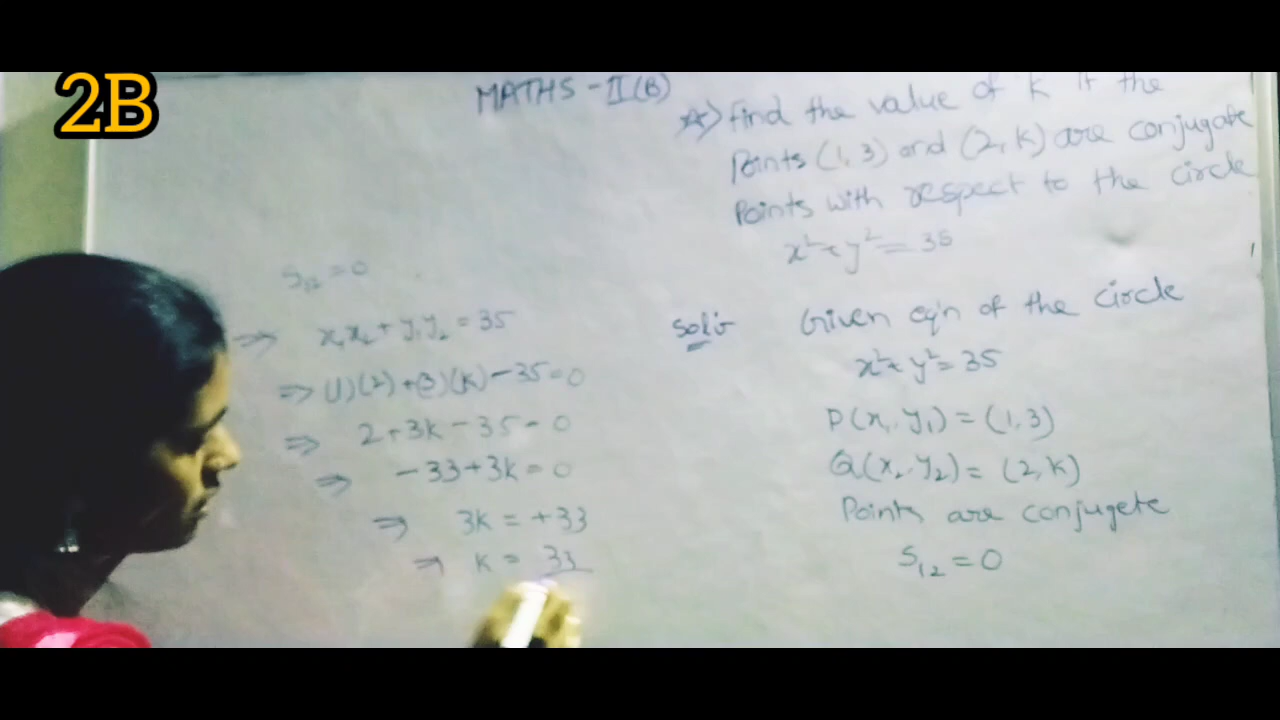 2B
MATHS - II(B)
Find the value of K if the
Points (1, 3) and (2, K) are conjugate
Points with respect to the circle
x² + y² = 35
Sol:- Given eq'n of the circle
x² + y² = 35
P(x₁, y₁) = (1, 3)
Q(x₂, y₂) = (2, K)
Points are conjugete
S₁₂ = 0
S₁₂ = 0
⇒ x₁x₂ + y₁y₂ = 35
⇒ (1)(2) + (3)(K) - 35 = 0
⇒ 2 + 3K - 35 = 0
⇒ -33 + 3K = 0
⇒ 3K = +33
⇒ K = 33